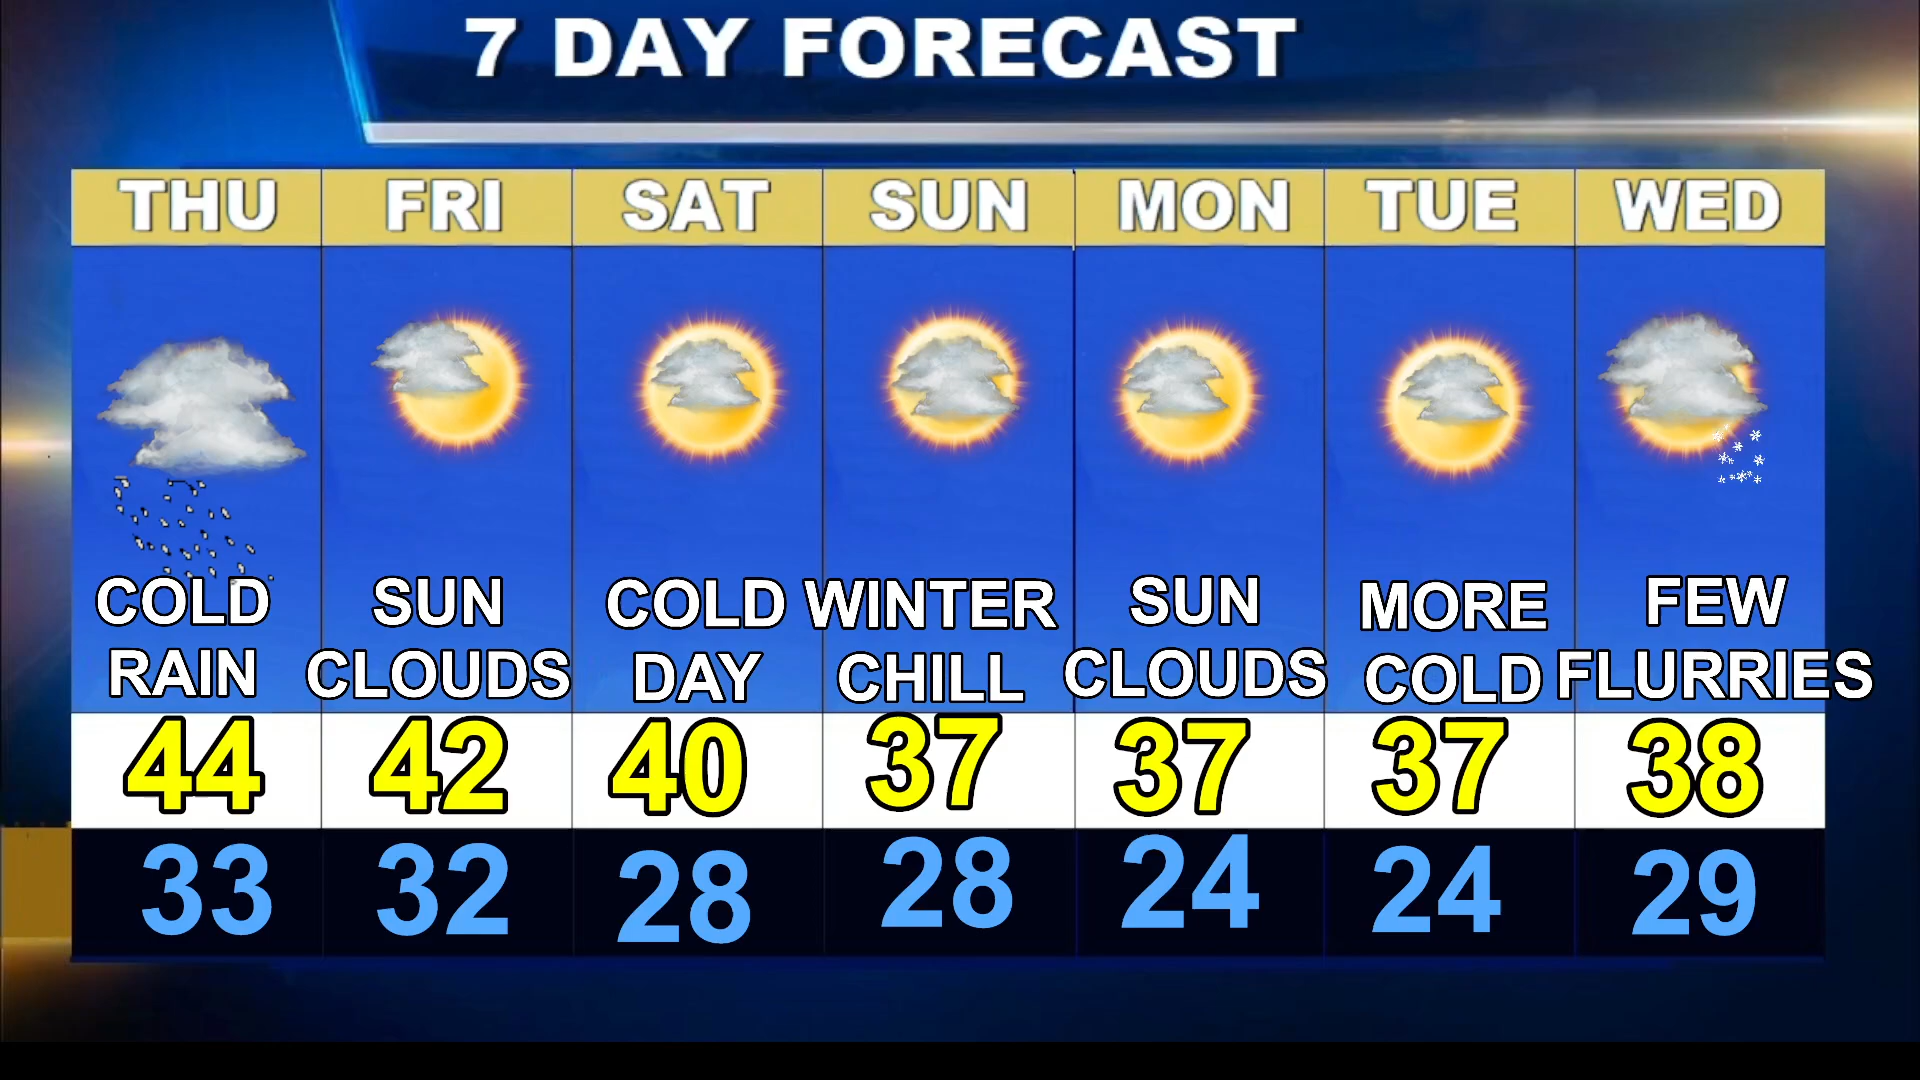 7 DAY FORECAST
THU FRI SAT SUN MON TUE WED
COLD RAIN
SUN CLOUDS
COLD DAY
WINTER CHILL
SUN CLOUDS
MORE COLD
FEW FLURRIES
44 42 40 37 37 37 38
33 32 28 28 24 24 29